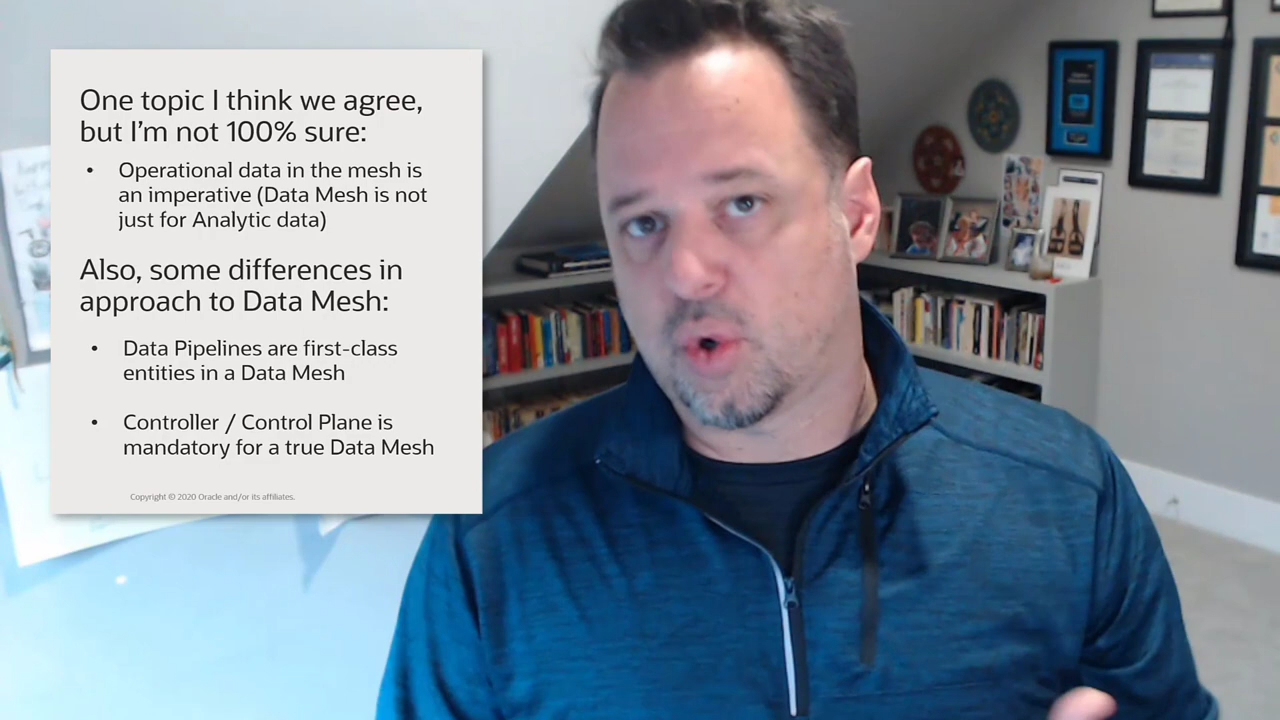 One topic I think we agree,
but I'm not 100% sure:
• Operational data in the mesh is
an imperative (Data Mesh is not
just for Analytic data)
Also, some differences in
approach to Data Mesh:
• Data Pipelines are first-class
entities in a Data Mesh
• Controller / Control Plane is
mandatory for a true Data Mesh
Copyright © 2020 Oracle and/or its affiliates.